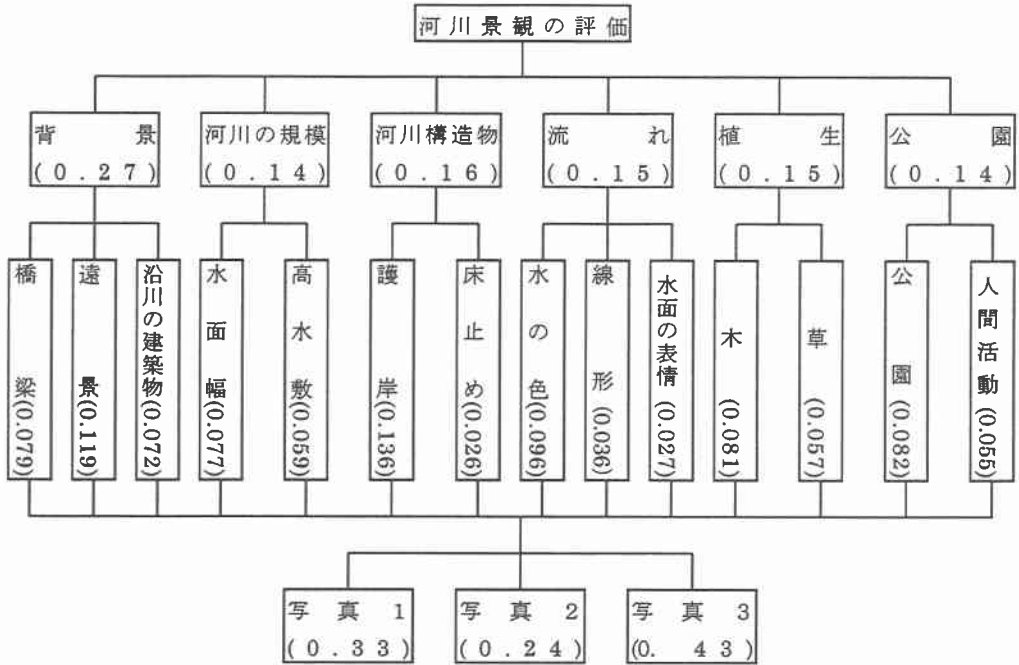 河川景観の評価
背景
(0.27)
河川の規模
(0.14)
河川構造物
(0.16)
流れ
(0.15)
植生
(0.15)
公園
(0.14)
橋梁(0.079)
遠景(0.119)
沿川の建築物(0.072)
水面幅(0.077)
高水敷(0.059)
護岸(0.136)
床止め(0.026)
水の色(0.096)
線形(0.036)
水面の表情(0.027)
木(0.081)
草(0.057)
公園(0.082)
人間活動(0.055)
写真1
(0.33)
写真2
(0.24)
写真3
(0.43)